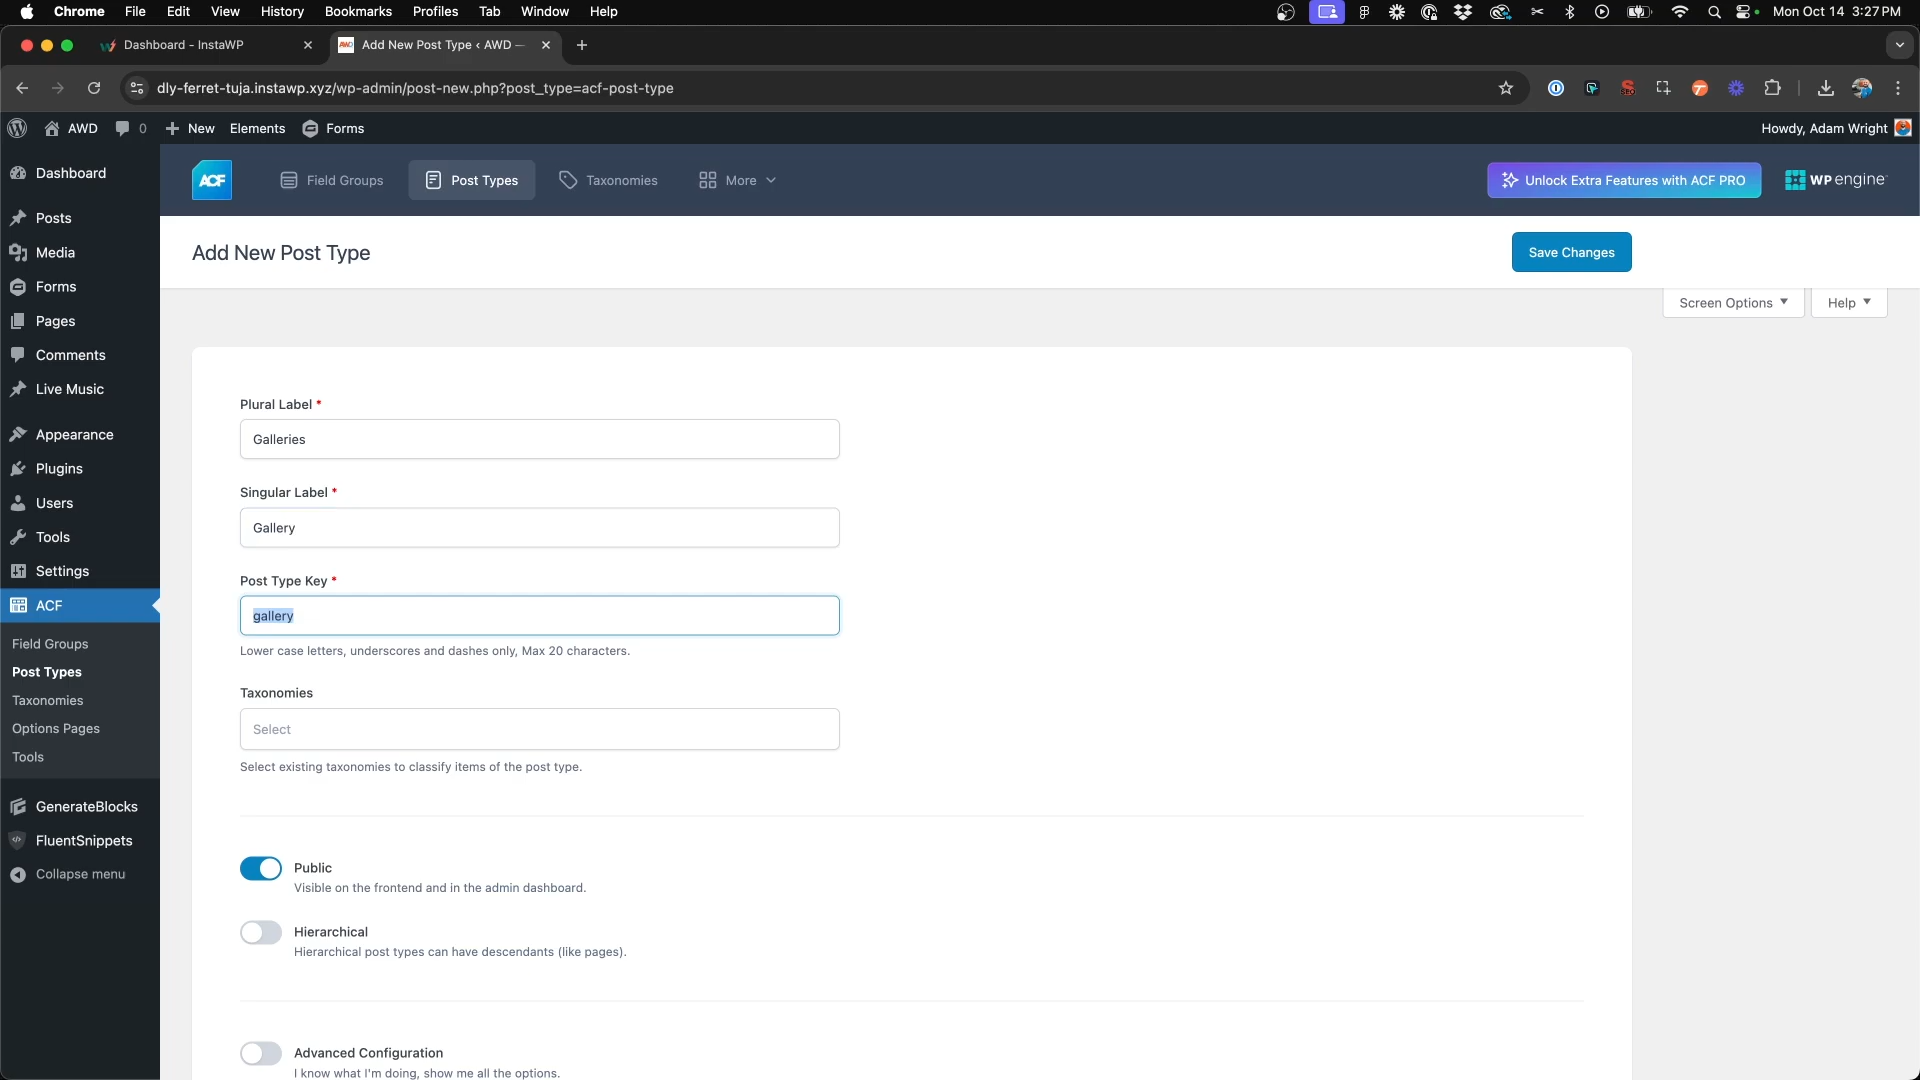 Chrome File Edit View History Bookmarks Profiles Tab Window Help Mon Oct 14 3:27 PM
Dashboard - InstaWP
Add New Post Type ‹ AWD —
dly-ferret-tuja.instawp.xyz/wp-admin/post-new.php?post_type=acf-post-type
AWD 0 New Elements Forms Howdy, Adam Wright
ACF Field Groups Post Types Taxonomies More Unlock Extra Features with ACF PRO WP engine
Dashboard
Posts
Media
Forms
Pages
Comments
Live Music
Appearance
Plugins
Users
Tools
Settings
ACF
Field Groups
Post Types
Taxonomies
Options Pages
Tools
GenerateBlocks
FluentSnippets
Collapse menu
Add New Post Type Save Changes
Screen Options Help
Plural Label *
Galleries
Singular Label *
Gallery
Post Type Key *
gallery
Lower case letters, underscores and dashes only, Max 20 characters.
Taxonomies
Select
Select existing taxonomies to classify items of the post type.
Public
Visible on the frontend and in the admin dashboard.
Hierarchical
Hierarchical post types can have descendants (like pages).
Advanced Configuration
I know what I'm doing, show me all the options.